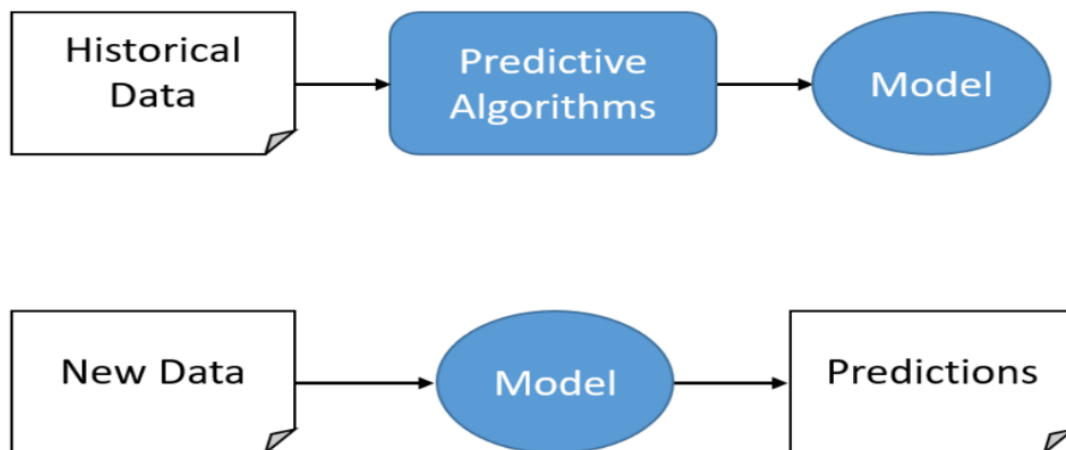 Historical
Data
Predictive
Algorithms
Model
New Data
Model
Predictions